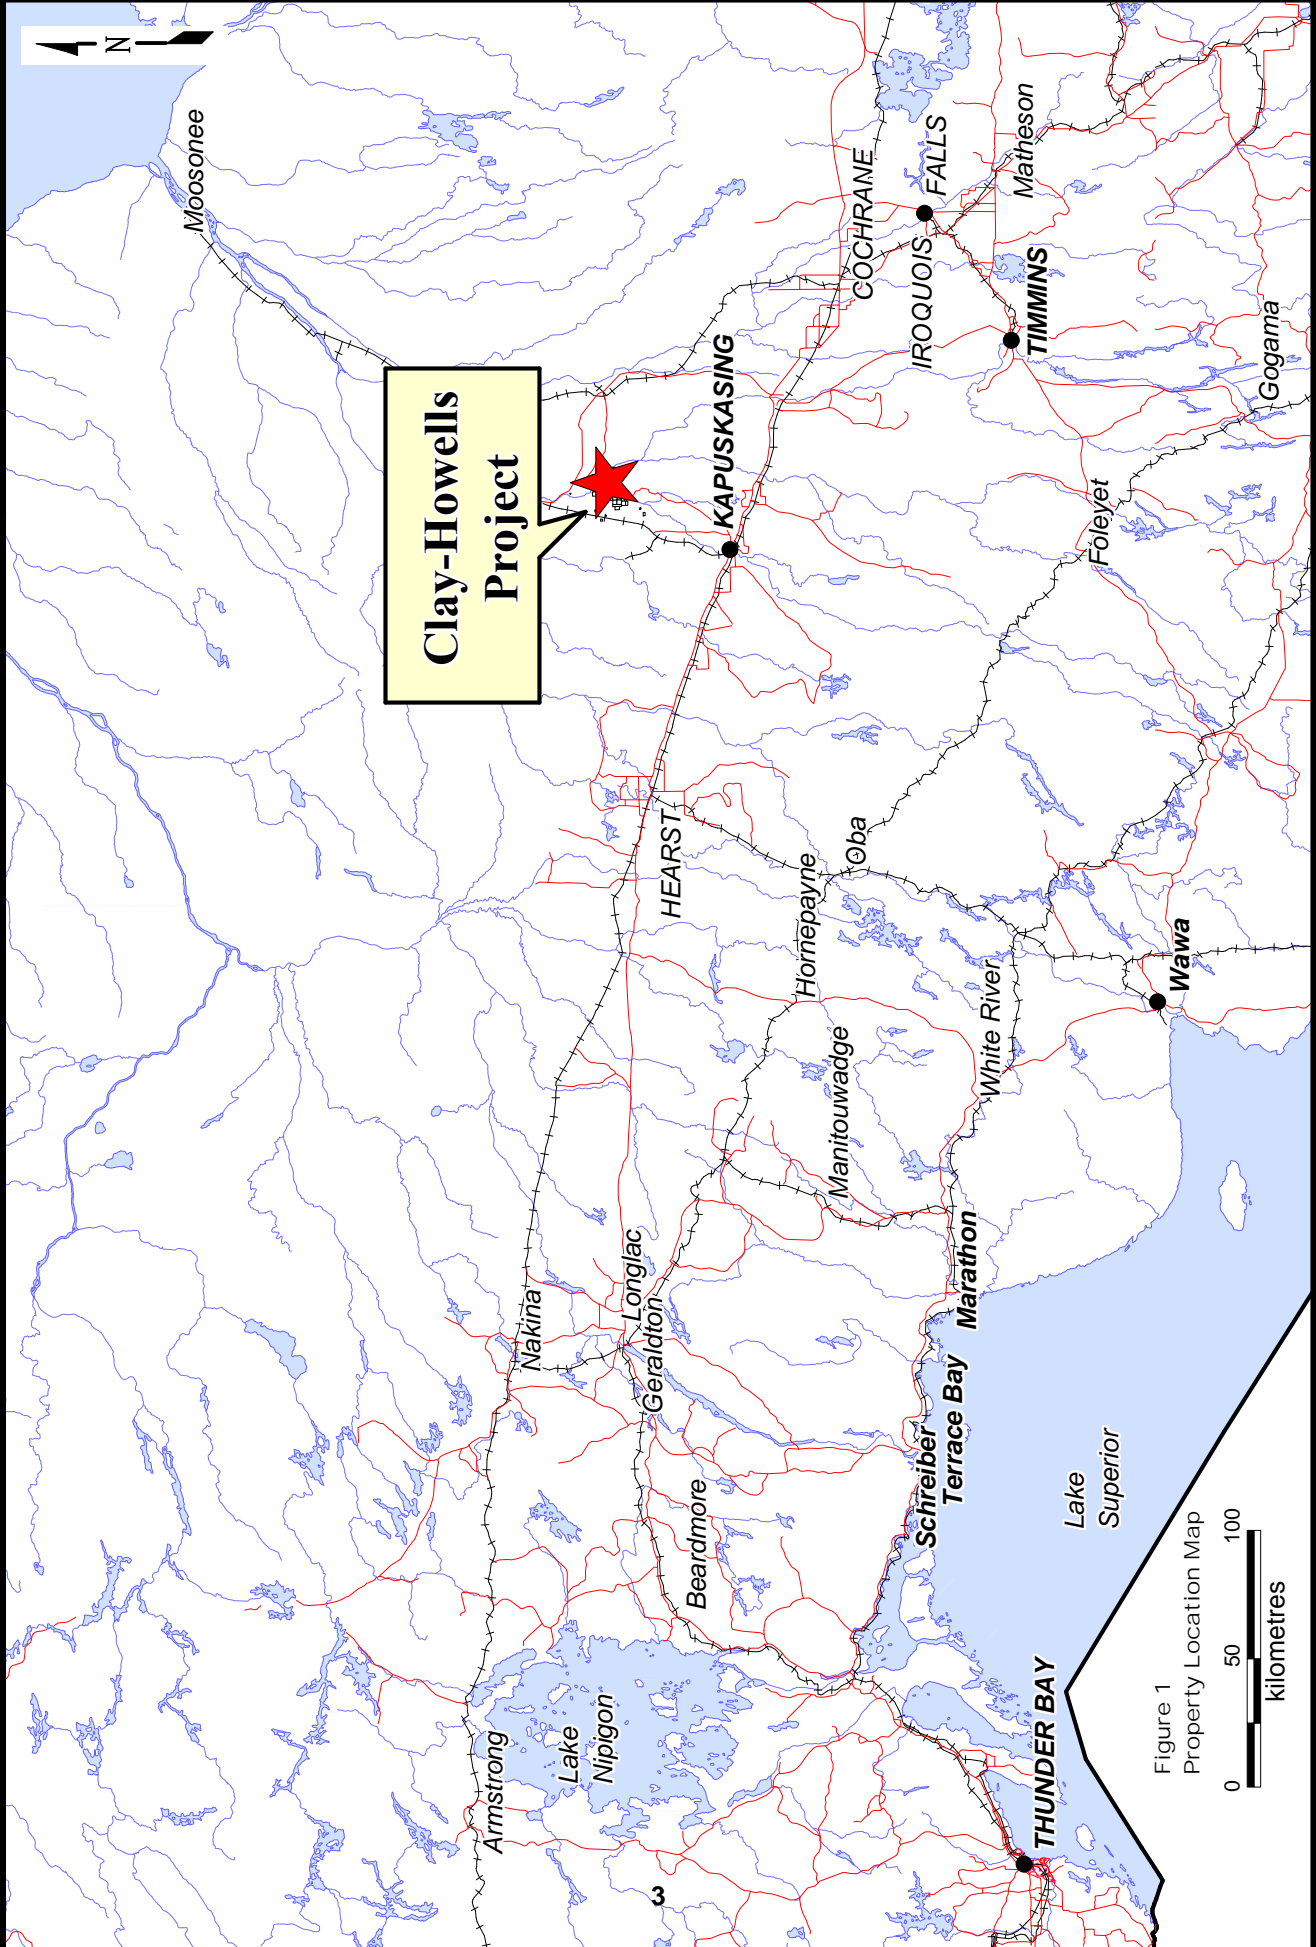 N
Moosonee
Clay-Howells
Project
KAPUSKASING
COCHRANE
IROQUOIS
FALLS
Matheson
TIMMINS
Gogama
Foleyet
HEARST
Oba
Hornepayne
Manitouwadge
White River
Wawa
Nakina
Longlac
Geraldton
Marathon
Terrace Bay
Schreiber
Beardmore
Armstrong
Lake
Nipigon
Lake
Superior
THUNDER BAY
Figure 1
Property Location Map
0 50 100
kilometres
3